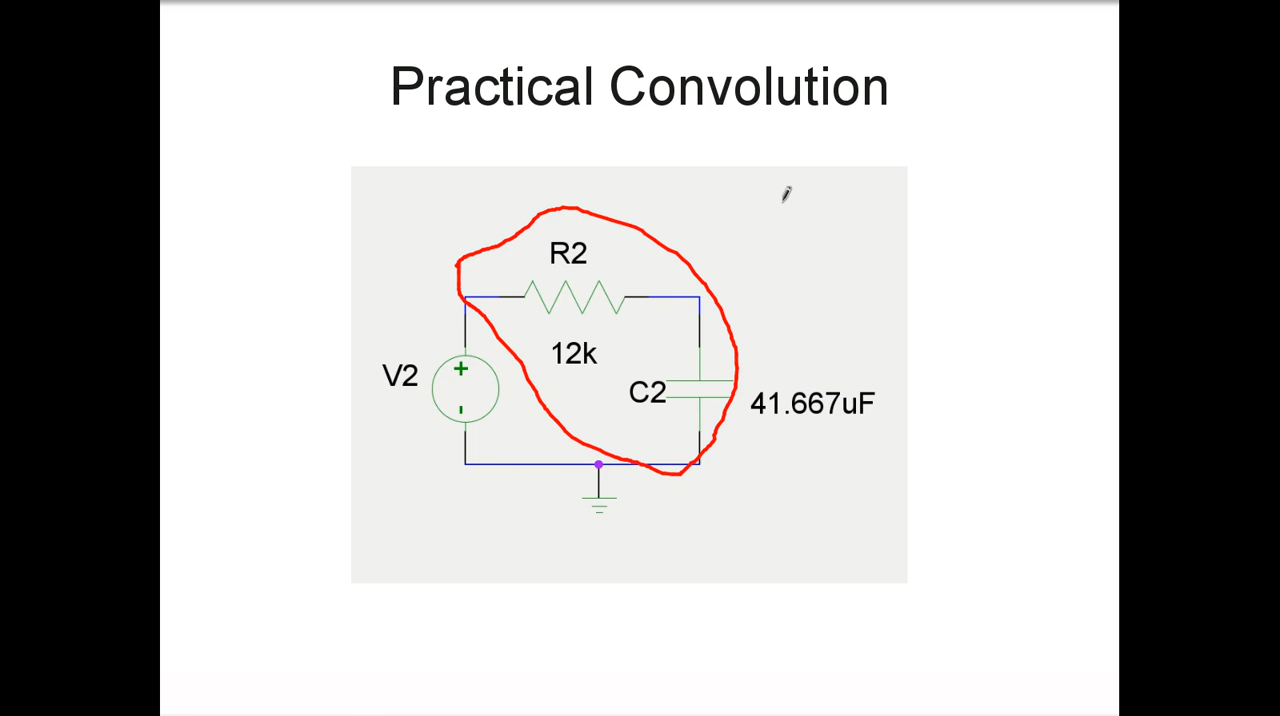 Practical Convolution
R2
12k
V2
+
-
C2
41.667uF